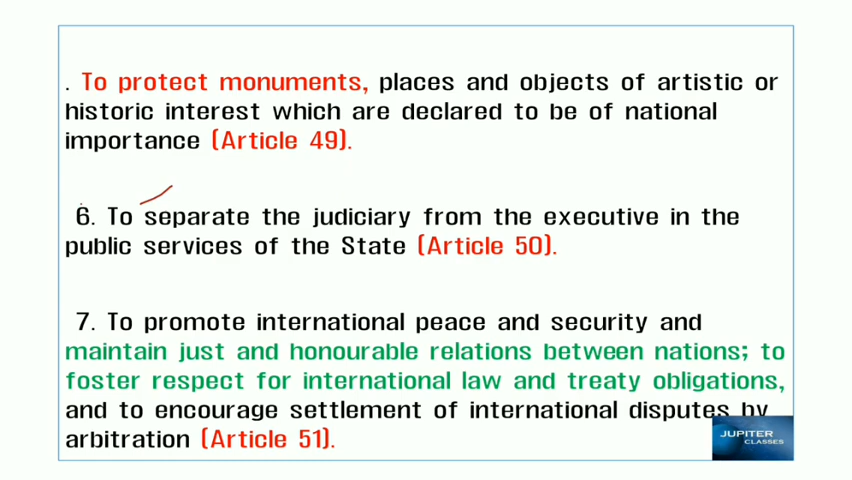 . To protect monuments, places and objects of artistic or
historic interest which are declared to be of national
importance (Article 49).
6. To separate the judiciary from the executive in the
public services of the State (Article 50).
7. To promote international peace and security and
maintain just and honourable relations between nations; to
foster respect for international law and treaty obligations,
and to encourage settlement of international disputes by
arbitration (Article 51).
JUPITER
CLASSES